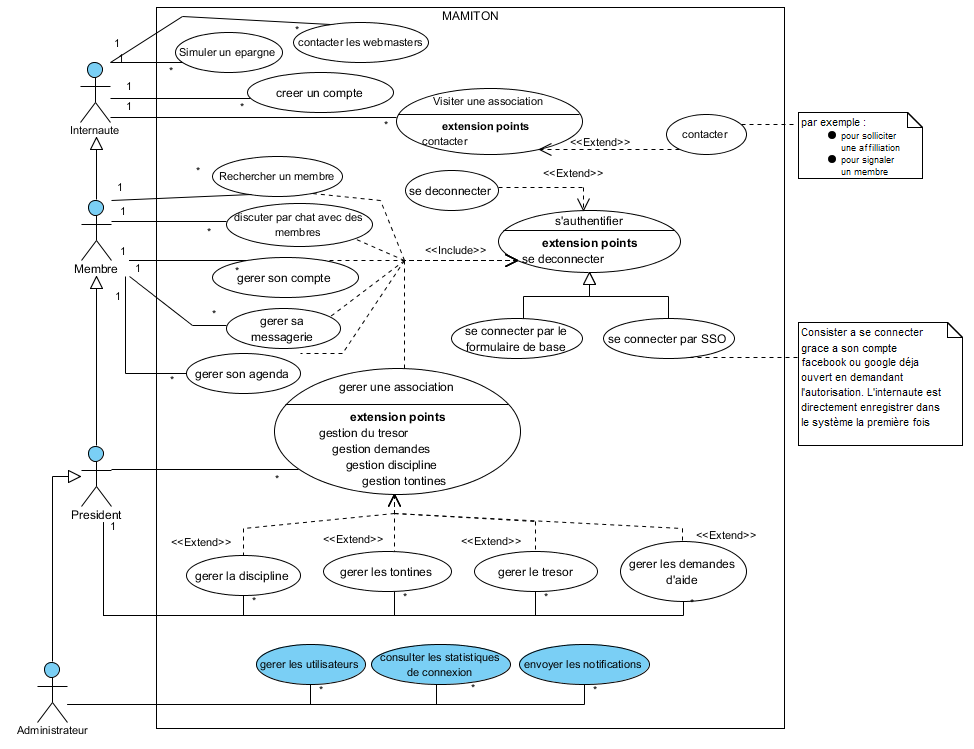 MAMITON
1
*
contacter les webmasters
1
Simuler un epargne
*
1
creer un compte
*
1
Internaute
*
Visiter une association
extension points
contacter
<<Extend>>
contacter
par exemple :
pour solliciter
une affilliation
pour signaler
un membre
*
Rechercher un membre
1
<<Extend>>
se deconnecter
1
discuter par chat avec des
membres
*
s'authentifier
extension points
se deconnecter
<<Include>>
1
Membre
1
*
gerer son compte
1
*
gerer sa
messagerie
se connecter par le
formulaire de base
se connecter par SSO
Consister a se connecter
grace a son compte
facebook ou google déja
ouvert en demandant
l'autorisation. L'internaute est
directement enregistrer dans
le système la première fois
gerer son agenda
*
gerer une association
extension points
gestion du tresor
gestion demandes
gestion discipline
gestion tontines
*
President
1
<<Extend>>
<<Extend>>
<<Extend>>
<<Extend>>
gerer la discipline
gerer les tontines
gerer le tresor
gerer les demandes
d'aide
*
*
*
*
gerer les utilisateurs
consulter les statistiques
de connexion
envoyer les notifications
*
*
*
Administrateur